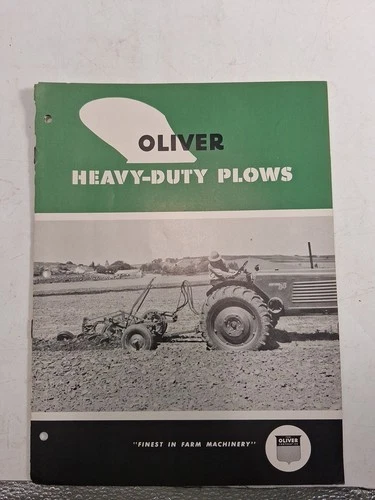 OLIVER
HEAVY-DUTY PLOWS
"FINEST IN FARM MACHINERY"
OLIVER